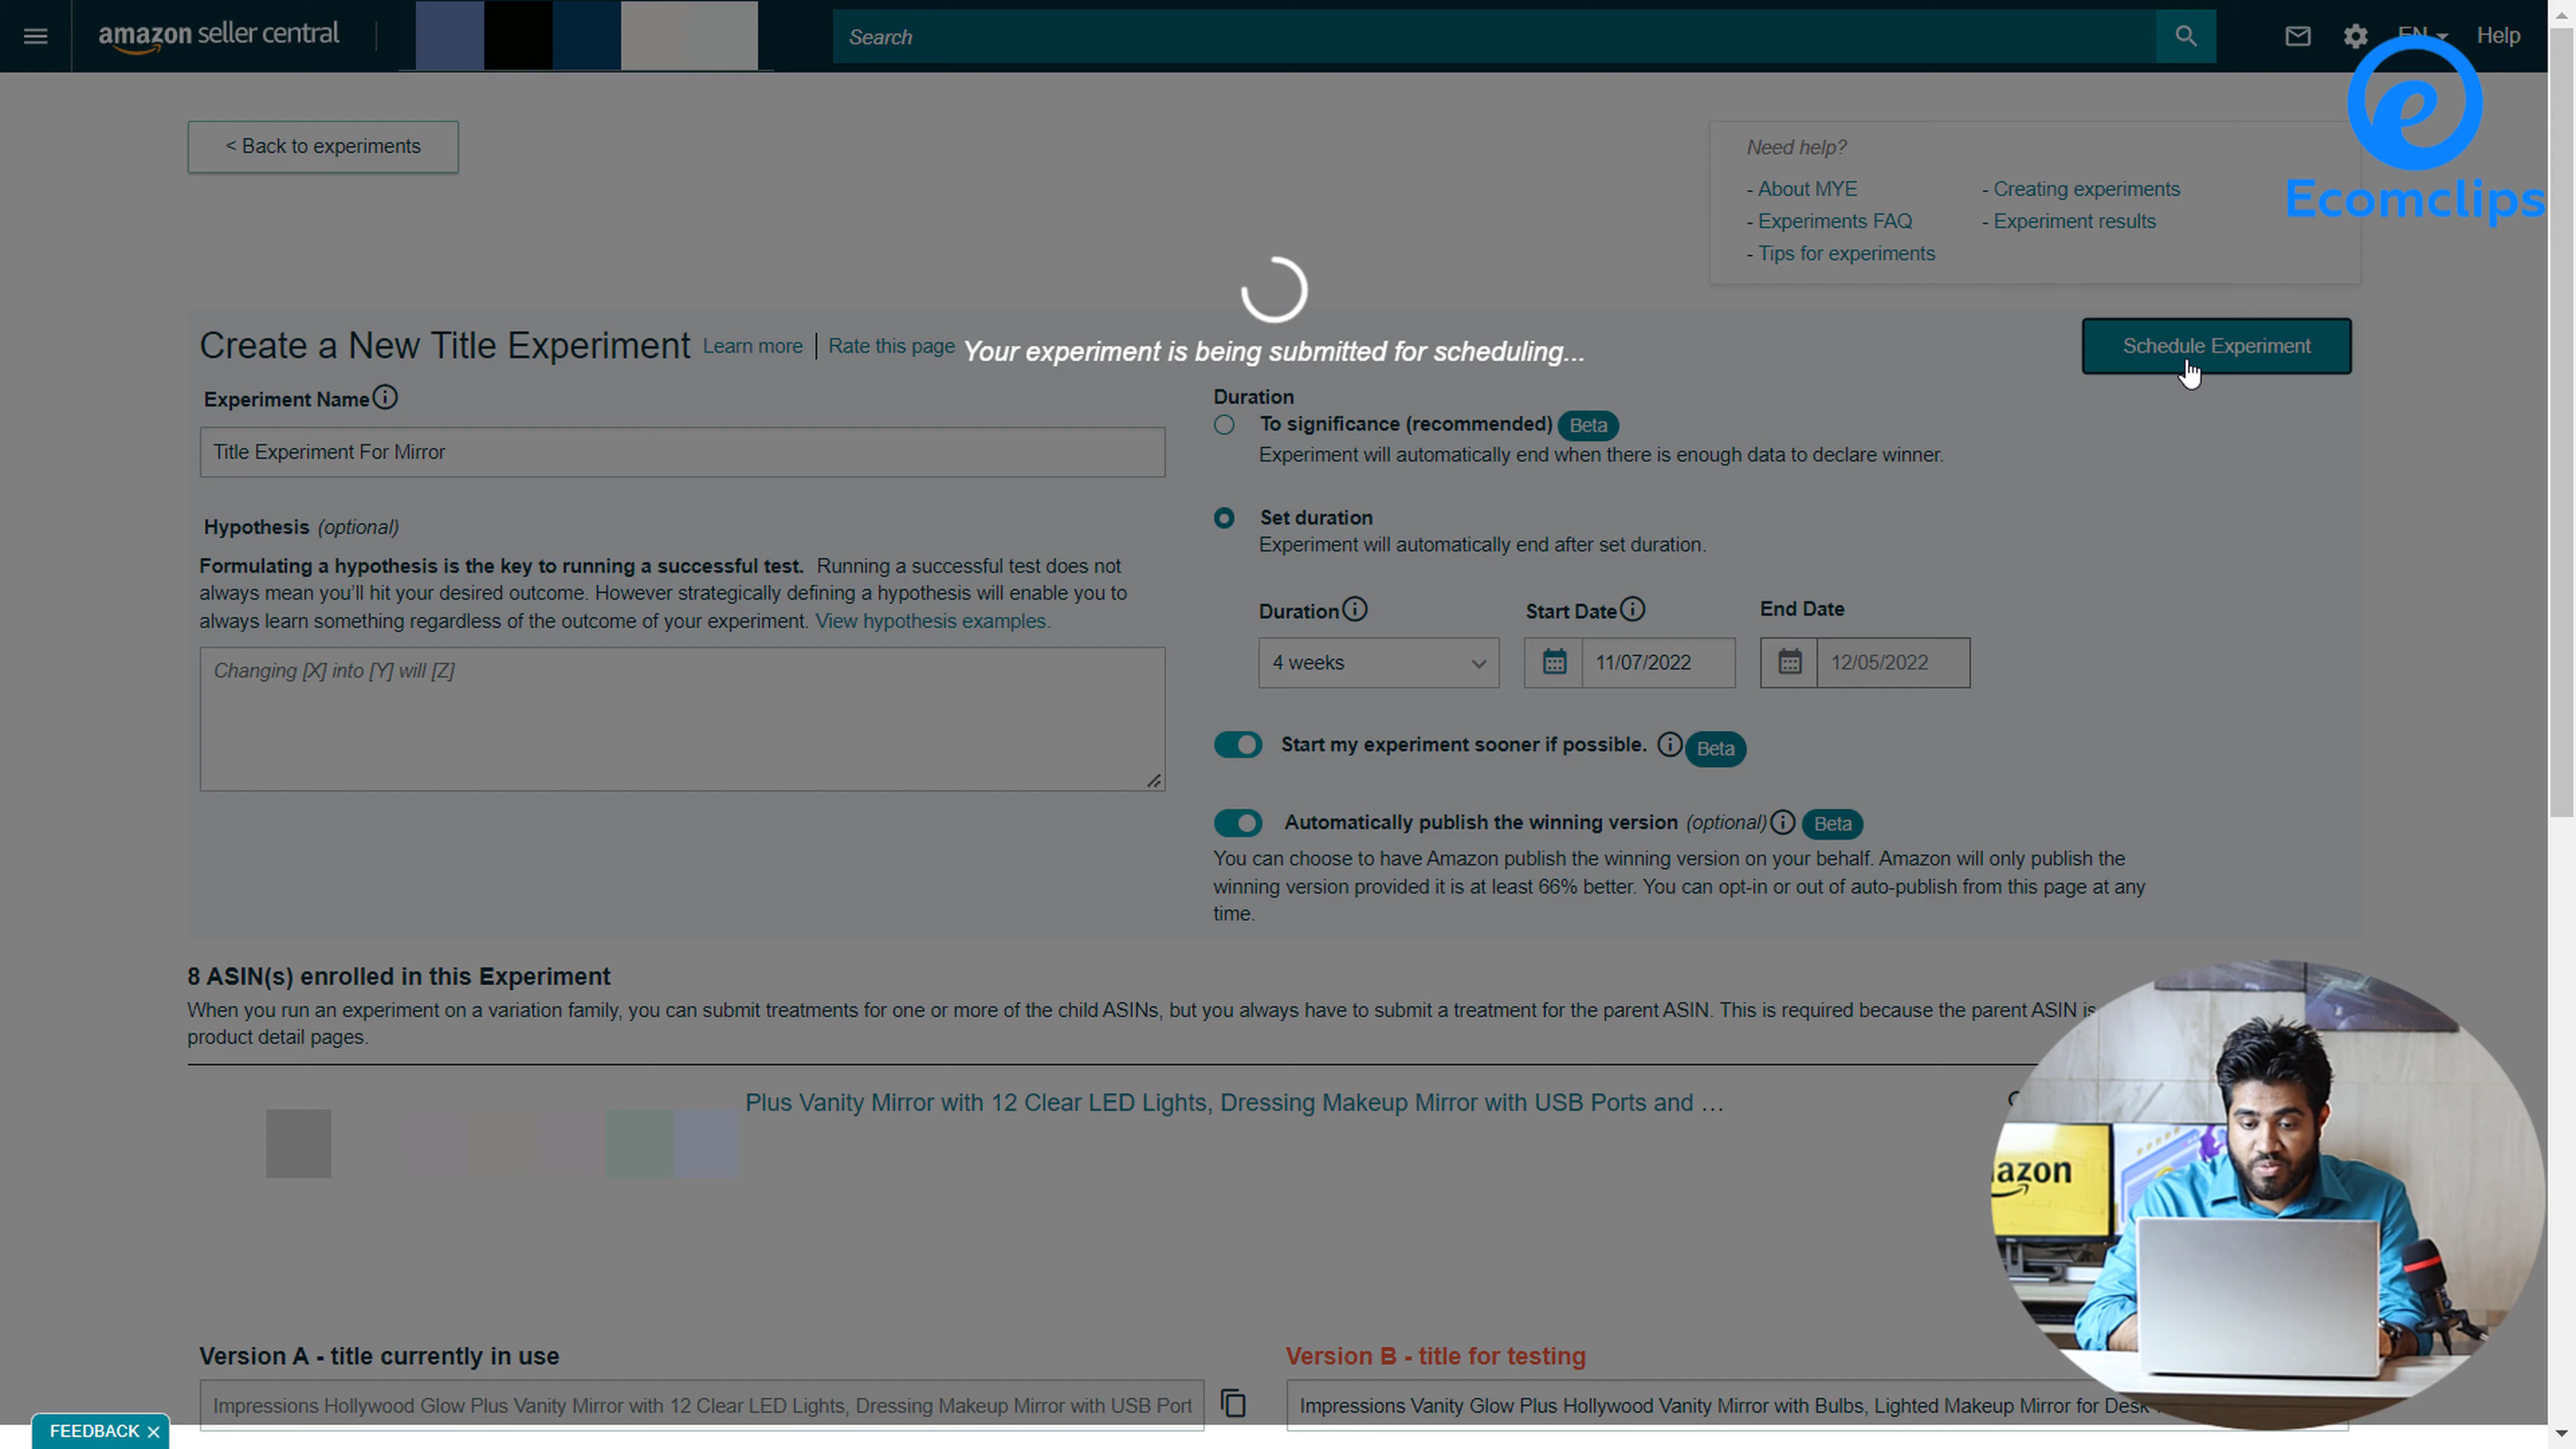 amazon seller central
Search
EN
Help
Ecomclips
< Back to experiments
Need help?
- About MYE
- Creating experiments
- Experiments FAQ
- Experiment results
- Tips for experiments
Your experiment is being submitted for scheduling...
Create a New Title Experiment Learn more | Rate this page
Schedule Experiment
Experiment Name
Title Experiment For Mirror
Hypothesis (optional)
Formulating a hypothesis is the key to running a successful test. Running a successful test does not
always mean you'll hit your desired outcome. However strategically defining a hypothesis will enable you to
always learn something regardless of the outcome of your experiment. View hypothesis examples.
Changing [X] into [Y] will [Z]
Duration
To significance (recommended) Beta
Experiment will automatically end when there is enough data to declare winner.
Set duration
Experiment will automatically end after set duration.
Duration Start Date End Date
4 weeks 11/07/2022 12/05/2022
Start my experiment sooner if possible. Beta
Automatically publish the winning version (optional) Beta
You can choose to have Amazon publish the winning version on your behalf. Amazon will only publish the
winning version provided it is at least 66% better. You can opt-in or out of auto-publish from this page at any
time.
8 ASIN(s) enrolled in this Experiment
When you run an experiment on a variation family, you can submit treatments for one or more of the child ASINs, but you always have to submit a treatment for the parent ASIN. This is required because the parent ASIN is
product detail pages.
Plus Vanity Mirror with 12 Clear LED Lights, Dressing Makeup Mirror with USB Ports and ...
azon
Version A - title currently in use
Impressions Hollywood Glow Plus Vanity Mirror with 12 Clear LED Lights, Dressing Makeup Mirror with USB Port
Version B - title for testing
Impressions Vanity Glow Plus Hollywood Vanity Mirror with Bulbs, Lighted Makeup Mirror for Desk
FEEDBACK